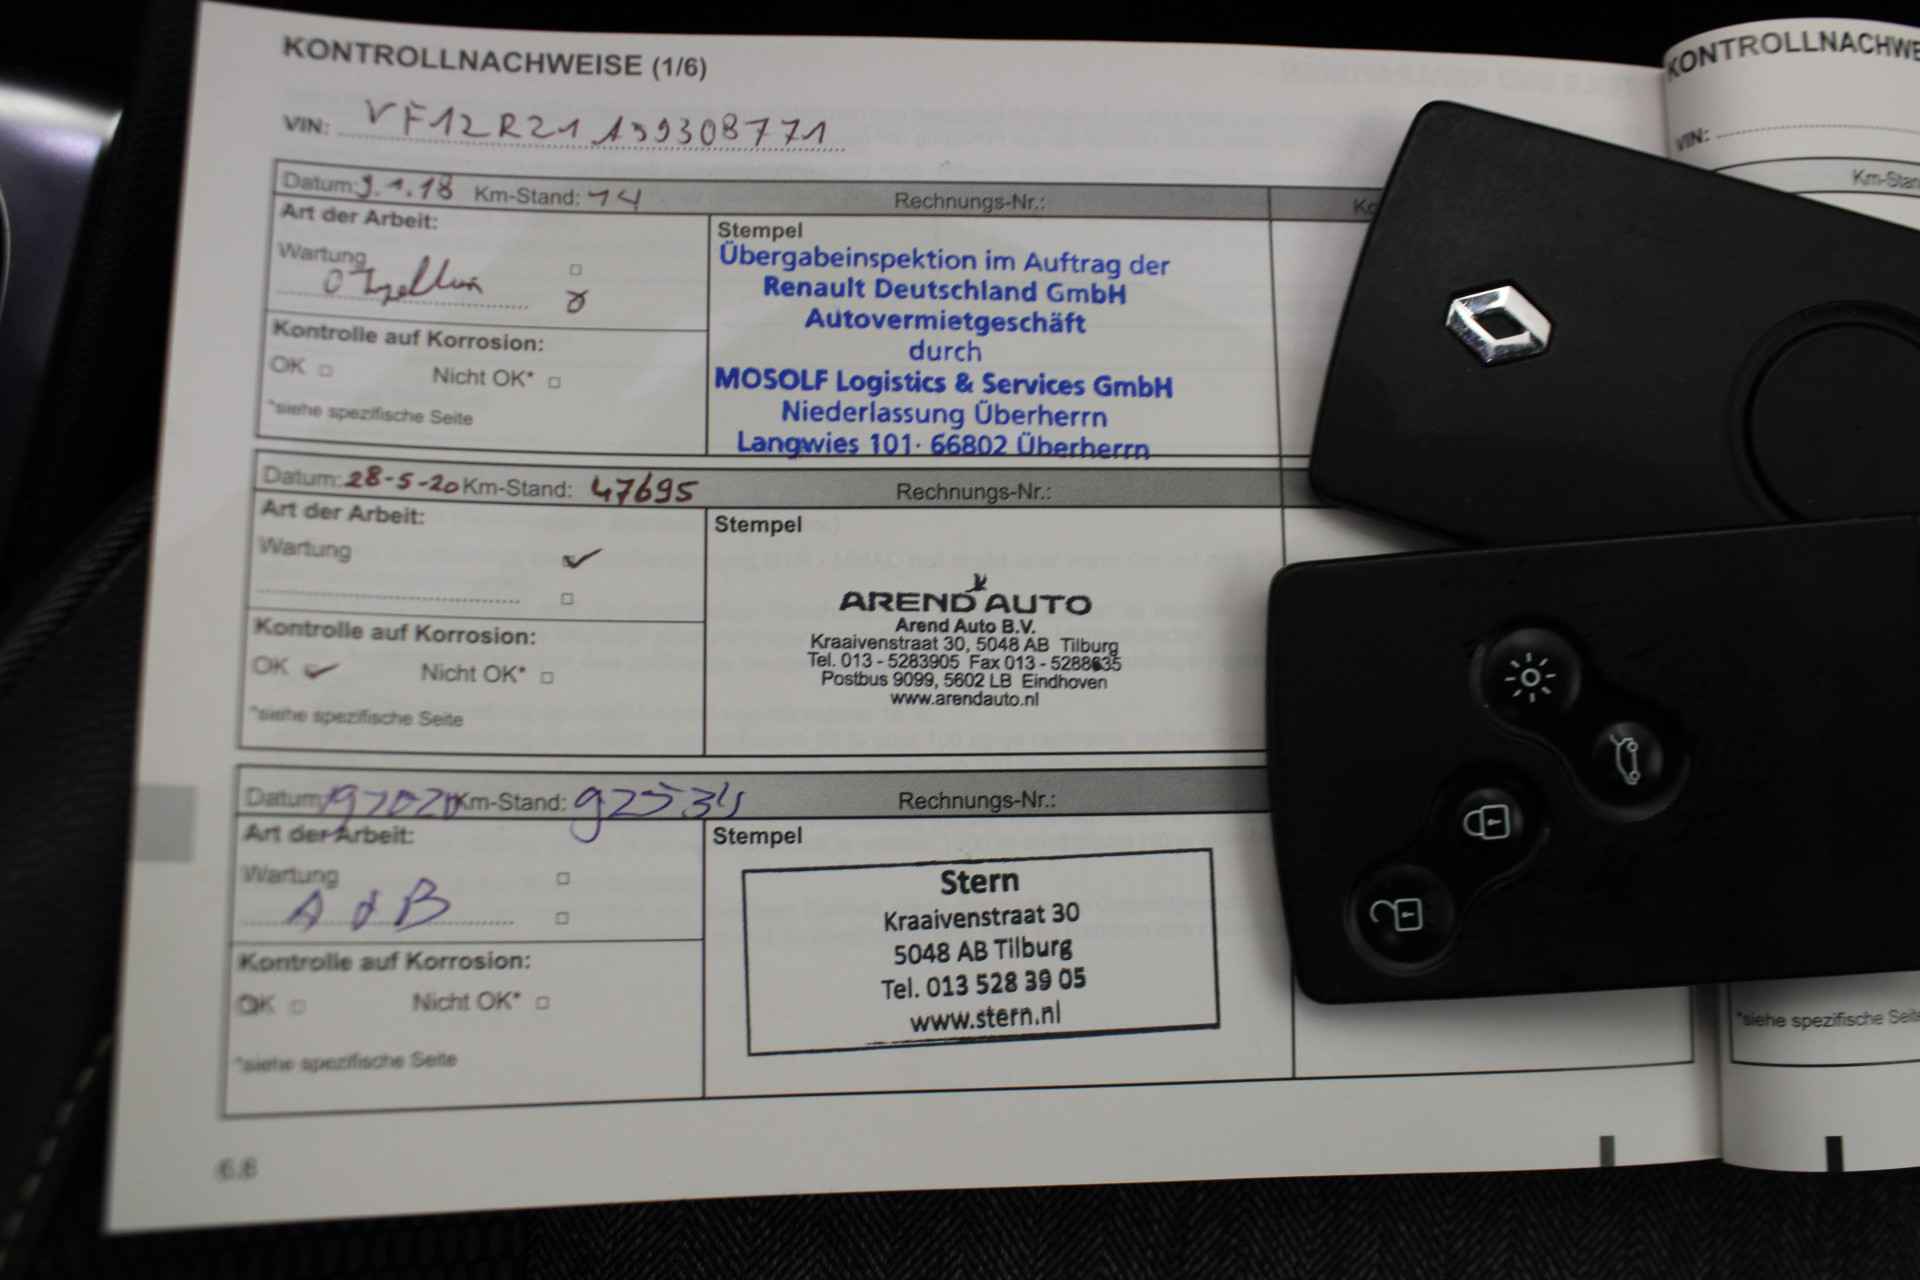 KONTROLLNACHWEISE (1/6)
VIN: VF12R21159308771
Datum: 9.1.18 Km-Stand: 14 Rechnungs-Nr.:
Art der Arbeit:
Wartung
Kontrolle auf Korrosion:
OK Nicht OK*
*siehe spezifische Seite
Stempel
Übergabeinspektion im Auftrag der
Renault Deutschland GmbH
Autovermietgeschäft
durch
MOSOLF Logistics & Services GmbH
Niederlassung Überherrn
Langwies 101· 66802 Überherrn
Datum: 28-5-20 Km-Stand: 47695 Rechnungs-Nr.:
Art der Arbeit:
Wartung
Kontrolle auf Korrosion:
OK Nicht OK*
*siehe spezifische Seite
Stempel
AREND AUTO
Arend Auto B.V.
Kraaivenstraat 30, 5048 AB Tilburg
Tel. 013 - 5283905 Fax 013 - 5288635
Postbus 9099, 5602 LB Eindhoven
www.arendauto.nl
Datum: Km-Stand: Rechnungs-Nr.:
Art der Arbeit:
Wartung
A & B
Kontrolle auf Korrosion:
OK Nicht OK*
*siehe spezifische Seite
Stempel
Stern
Kraaivenstraat 30
5048 AB Tilburg
Tel. 013 528 39 05
www.stern.nl
6.8
KONTROLLNACHWE
VIN:
Km-Stan
*siehe spezifische Seite